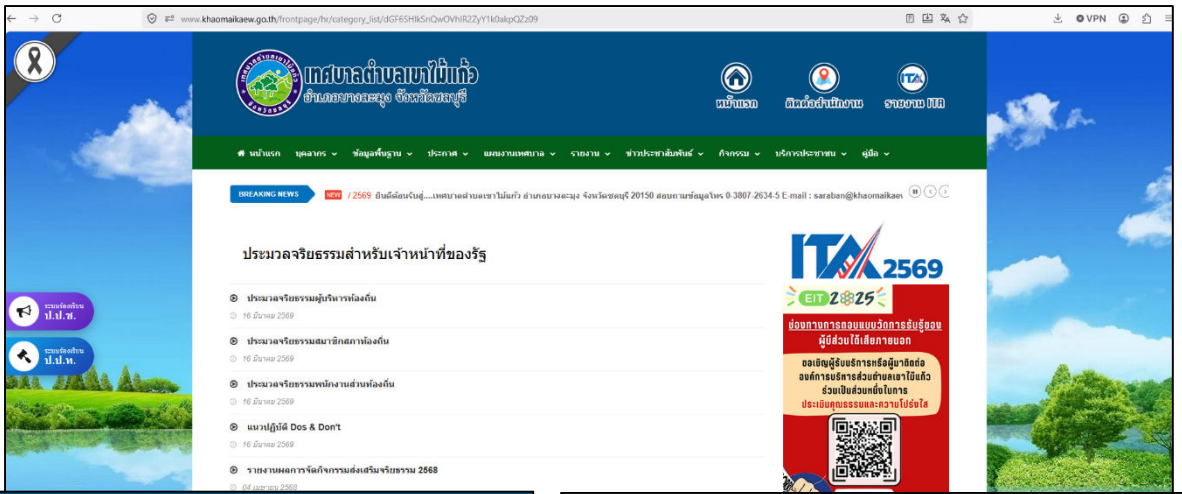 www.khaomaikaew.go.th/frontpage/hr/category_list/dGF6SHlkSnQwOVhIR2ZyY1k0akpQZz09
VPN
เทศบาลตำบลเขาไม้แก้ว
อำเภอบางละมุง จังหวัดชลบุรี
หน้าแรก
ติดต่อสำนักงาน
ITA
รายงาน ITA
หน้าแรก บุคลากร ข้อมูลพื้นฐาน ประกาศ แผนงานเทศบาล รายงาน ข่าวประชาสัมพันธ์ กิจกรรม บริการประชาชน คู่มือ
BREAKING NEWS NEW / 2569 ยินดีต้อนรับสู่....เทศบาลตำบลเขาไม้แก้ว อำเภอบางละมุง จังหวัดชลบุรี 20150 สอบถามข้อมูลโทร 0-3807-2634-5 E-mail : saraban@khaomaikaew
ประมวลจริยธรรมสำหรับเจ้าหน้าที่ของรัฐ
ประมวลจริยธรรมผู้บริหารท้องถิ่น
16 มีนาคม 2569
ประมวลจริยธรรมสมาชิกสภาท้องถิ่น
16 มีนาคม 2569
ประมวลจริยธรรมพนักงานส่วนท้องถิ่น
16 มีนาคม 2569
แนวปฏิบัติ Dos & Don't
16 มีนาคม 2569
รายงานผลการจัดกิจกรรมส่งเสริมจริยธรรม 2568
04 เมษายน 2568
ระบบร้องเรียน
ป.ป.ช.
ระบบร้องเรียน
ป.ป.ท.
ITA 2569
EIT 2025
ช่องทางการตอบแบบวัดการรับรู้ของ
ผู้มีส่วนได้เสียภายนอก
ขอเชิญผู้รับบริการหรือผู้มาติดต่อ
องค์การบริหารส่วนตำบลเขาไม้แก้ว
ร่วมเป็นส่วนหนึ่งในการ
ประเมินคุณธรรมและความโปร่งใส